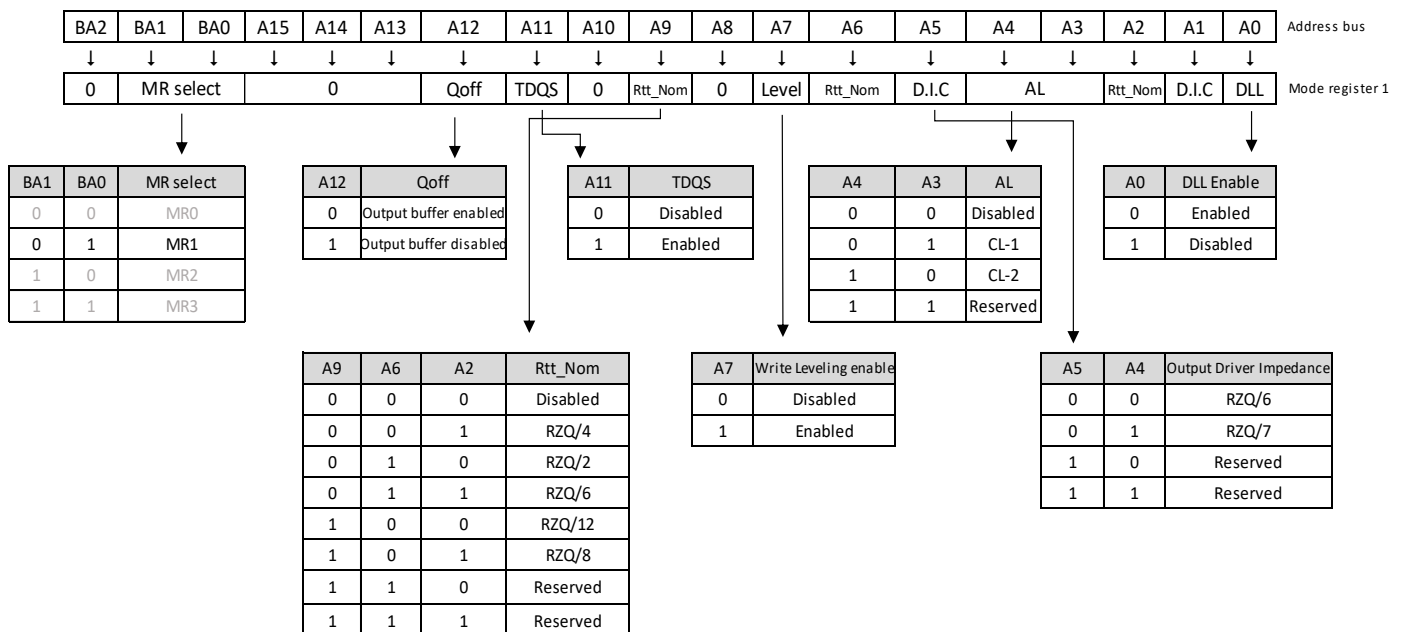 BA2 BA1 BA0 A15 A14 A13 A12 A11 A10 A9 A8 A7 A6 A5 A4 A3 A2 A1 A0 Address bus
↓ ↓ ↓ ↓ ↓ ↓ ↓ ↓ ↓ ↓ ↓ ↓ ↓ ↓ ↓ ↓ ↓ ↓ ↓
0 MR select 0 Qoff TDQS 0 Rtt_Nom 0 Level Rtt_Nom D.I.C AL Rtt_Nom D.I.C DLL Mode register 1
BA1 BA0 MR select
0 0 MR0
0 1 MR1
1 0 MR2
1 1 MR3
A12 Qoff
0 Output buffer enabled
1 Output buffer disabled
A11 TDQS
0 Disabled
1 Enabled
A4 A3 AL
0 0 Disabled
0 1 CL-1
1 0 CL-2
1 1 Reserved
A0 DLL Enable
0 Enabled
1 Disabled
A9 A6 A2 Rtt_Nom
0 0 0 Disabled
0 0 1 RZQ/4
0 1 0 RZQ/2
0 1 1 RZQ/6
1 0 0 RZQ/12
1 0 1 RZQ/8
1 1 0 Reserved
1 1 1 Reserved
A7 Write Leveling enable
0 Disabled
1 Enabled
A5 A4 Output Driver Impedance
0 0 RZQ/6
0 1 RZQ/7
1 0 Reserved
1 1 Reserved